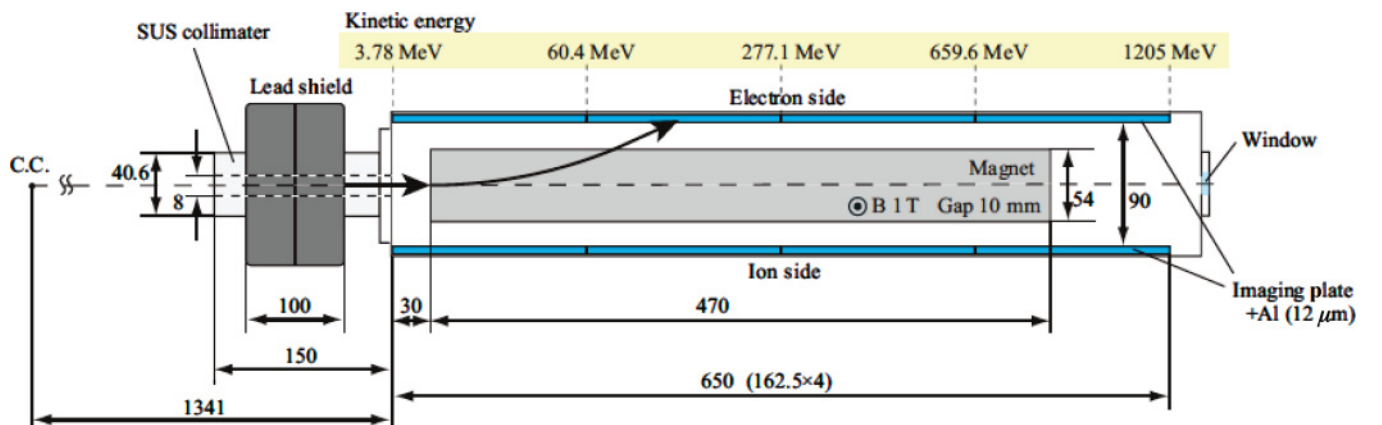 Kinetic energy
SUS collimater
3.78 MeV 60.4 MeV 277.1 MeV 659.6 MeV 1205 MeV
Lead shield
Electron side
Window
C.C.
40.6
8
Magnet
B 1 T Gap 10 mm
54
90
Ion side
Imaging plate
+Al (12 μm)
100
30
470
150
650 (162.5×4)
1341